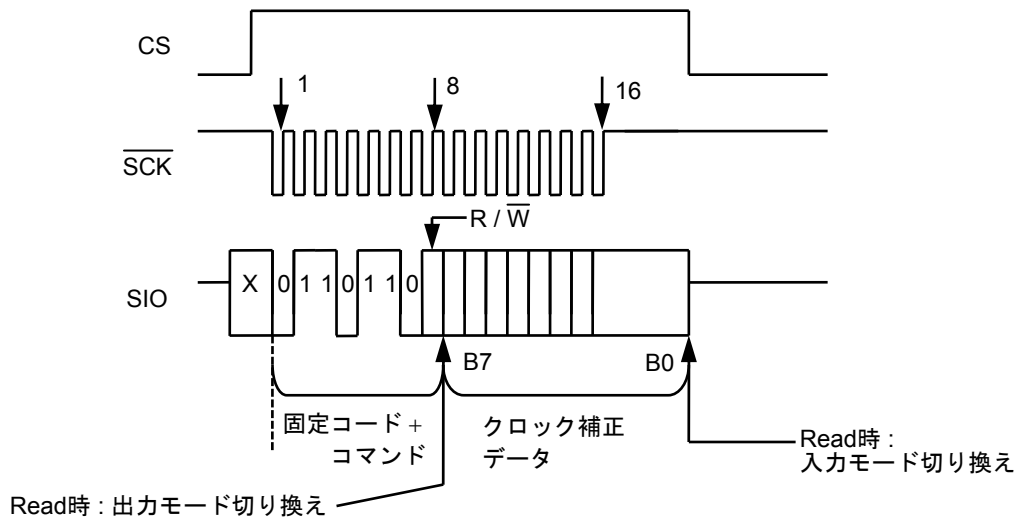 CS
1
8
16
SCK
R / W
SIO
X
0
1
1
0
1
1
0
B7
B0
固定コード +
コマンド
クロック補正
データ
Read時 :
入力モード切り換え
Read時 : 出力モード切り換え